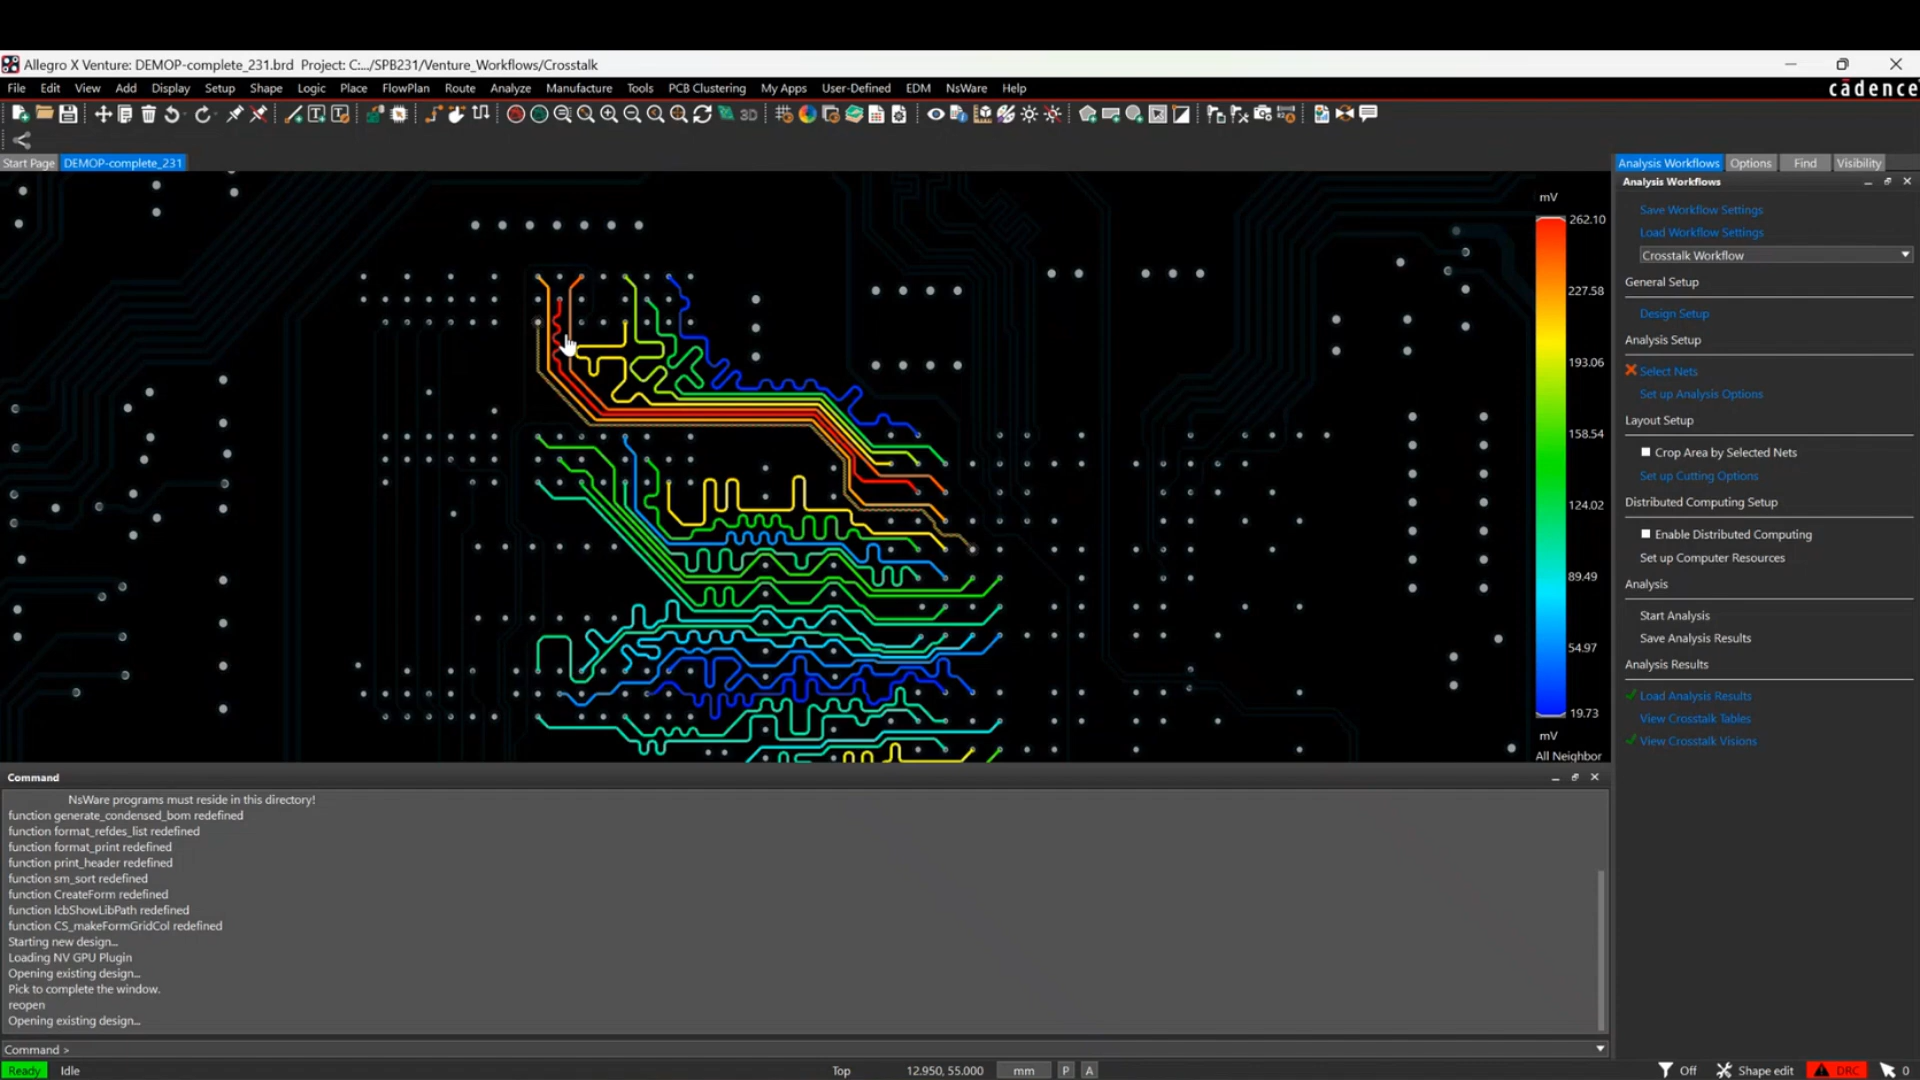 Allegro X Venture: DEMOP-complete_231.brd Project: C:.../SPB231/Venture_Workflows/Crosstalk
File Edit View Add Display Setup Shape Logic Place FlowPlan Route Analyze Manufacture Tools PCB Clustering My Apps User-Defined EDM NsWare Help
cādence
3D
Start Page DEMOP-complete_231
Analysis Workflows Options Find Visibility
Analysis Workflows
Save Workflow Settings
Load Workflow Settings
Crosstalk Workflow
General Setup
Design Setup
Analysis Setup
Select Nets
Set up Analysis Options
Layout Setup
Crop Area by Selected Nets
Set up Cutting Options
Distributed Computing Setup
Enable Distributed Computing
Set up Computer Resources
Analysis
Start Analysis
Save Analysis Results
Analysis Results
Load Analysis Results
View Crosstalk Tables
View Crosstalk Visions
mV
262.10
227.58
193.06
158.54
124.02
89.49
54.97
19.73
mV
All Neighbor
Command
NsWare programs must reside in this directory!
function generate_condensed_bom redefined
function format_refdes_list redefined
function format_print redefined
function print_header redefined
function sm_sort redefined
function CreateForm redefined
function lcbShowLibPath redefined
function CS_makeFormGridCol redefined
Starting new design...
Loading NV GPU Plugin
Opening existing design...
Pick to complete the window.
reopen
Opening existing design...
Command >
Ready Idle Top 12.950, 55.000 mm P A Off Shape edit DRC 0